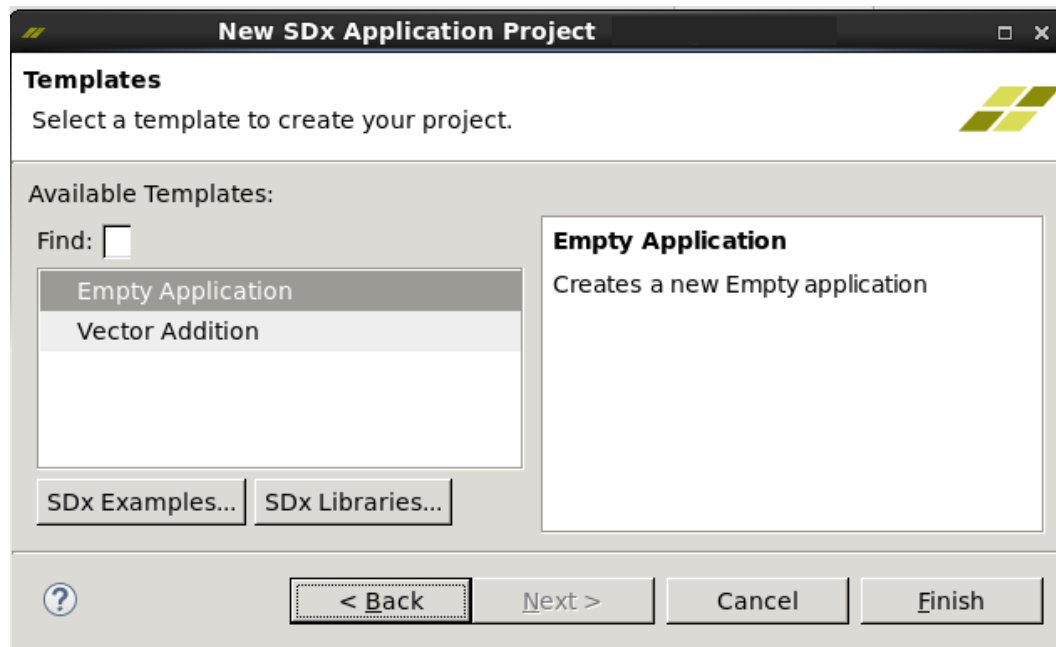 New SDx Application Project
Templates
Select a template to create your project.
Available Templates:
Find:
Empty Application
Vector Addition
Empty Application
Creates a new Empty application
SDx Examples... SDx Libraries...
? < Back Next > Cancel Finish